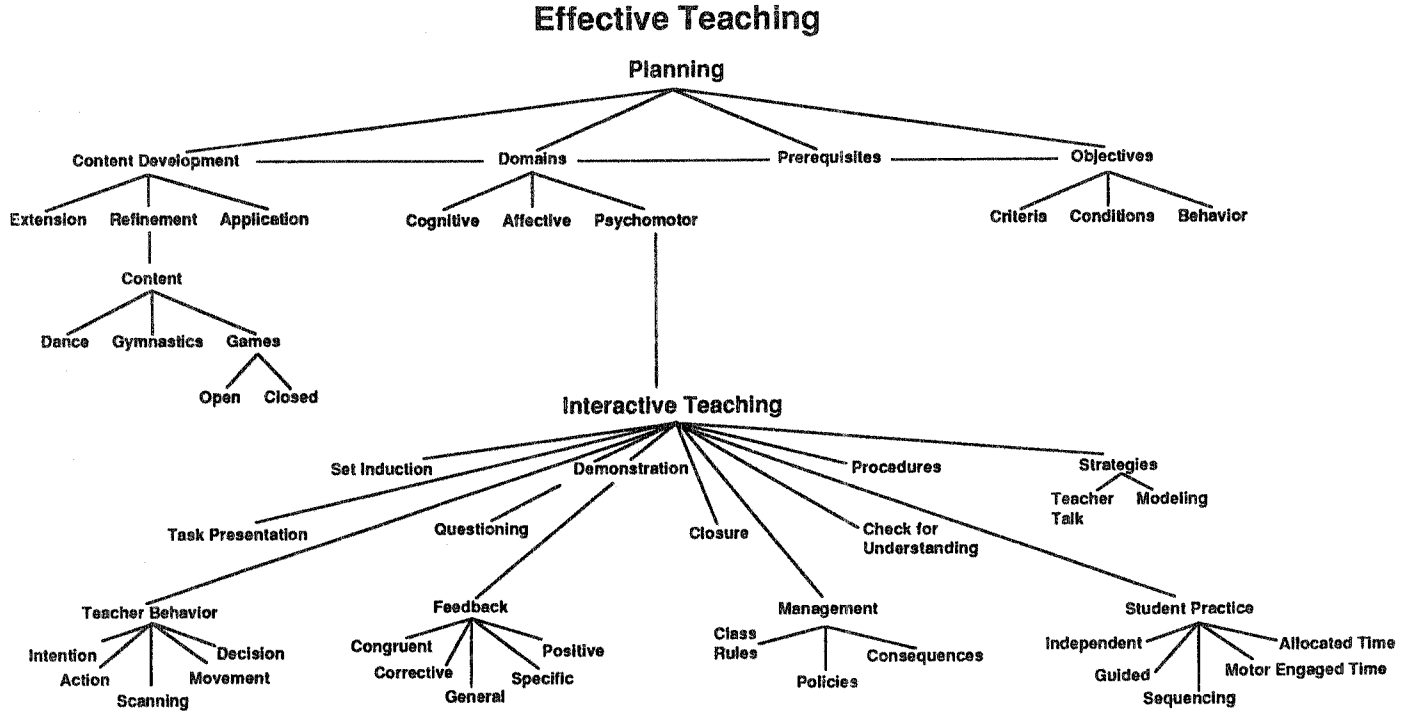 Effective Teaching
Planning
Content Development Domains Prerequisites Objectives
Extension Refinement Application Cognitive Affective Psychomotor Criteria Conditions Behavior
Content
Dance Gymnastics Games
Open Closed
Interactive Teaching
Set Induction Demonstration Procedures Strategies
Teacher Modeling
Talk
Task Presentation Questioning Closure Check for
Understanding
Teacher Behavior Feedback Management Student Practice
Intention Action Scanning Movement Decision
Congruent Corrective General Specific Positive
Class
Rules
Policies Consequences
Independent Guided Sequencing Motor Engaged Time Allocated Time